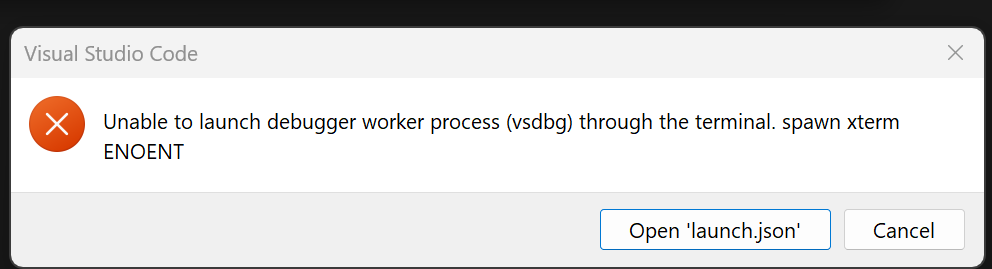 Visual Studio Code
Unable to launch debugger worker process (vsdbg) through the terminal. spawn xterm
ENOENT
Open 'launch.json'
Cancel